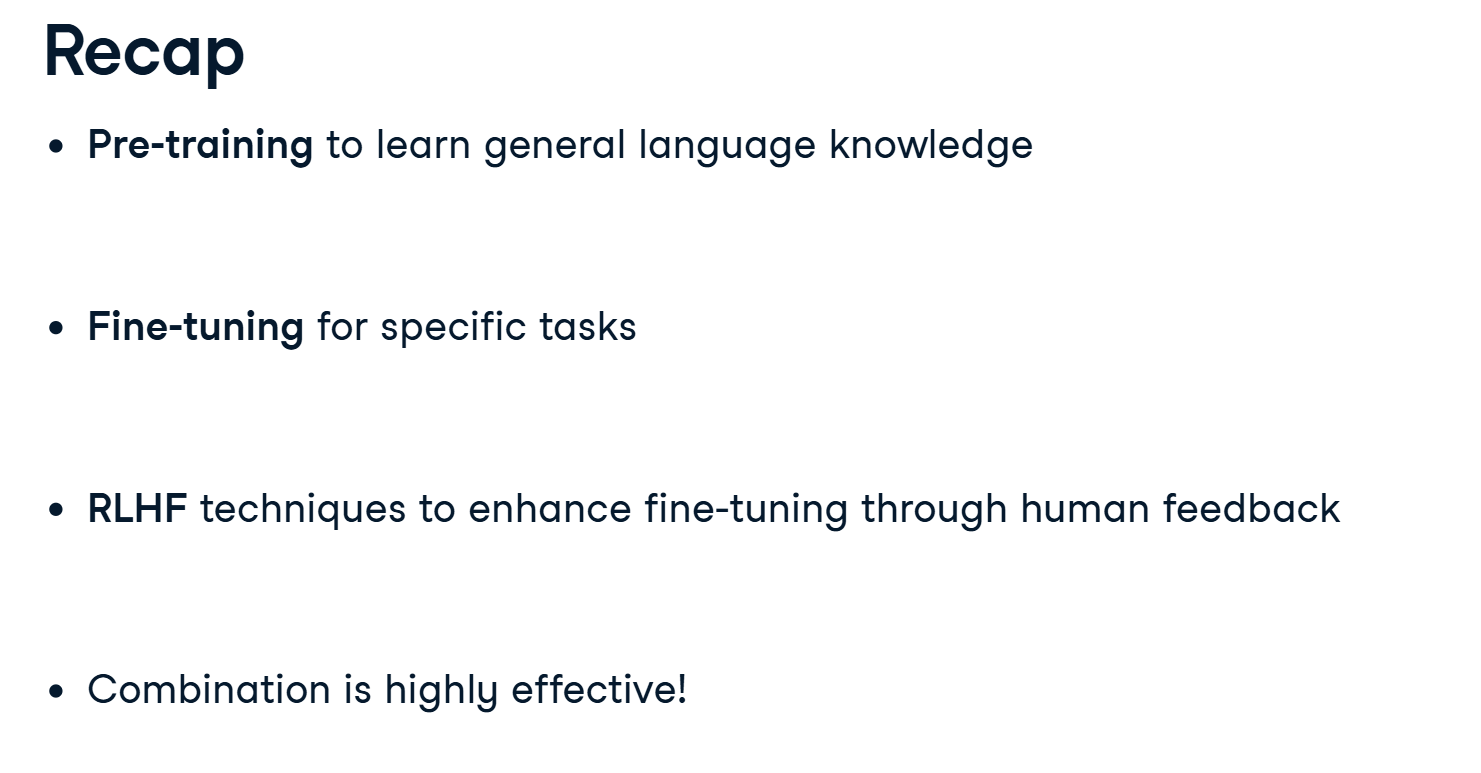 Recap
• Pre-training to learn general language knowledge
• Fine-tuning for specific tasks
• RLHF techniques to enhance fine-tuning through human feedback
• Combination is highly effective!